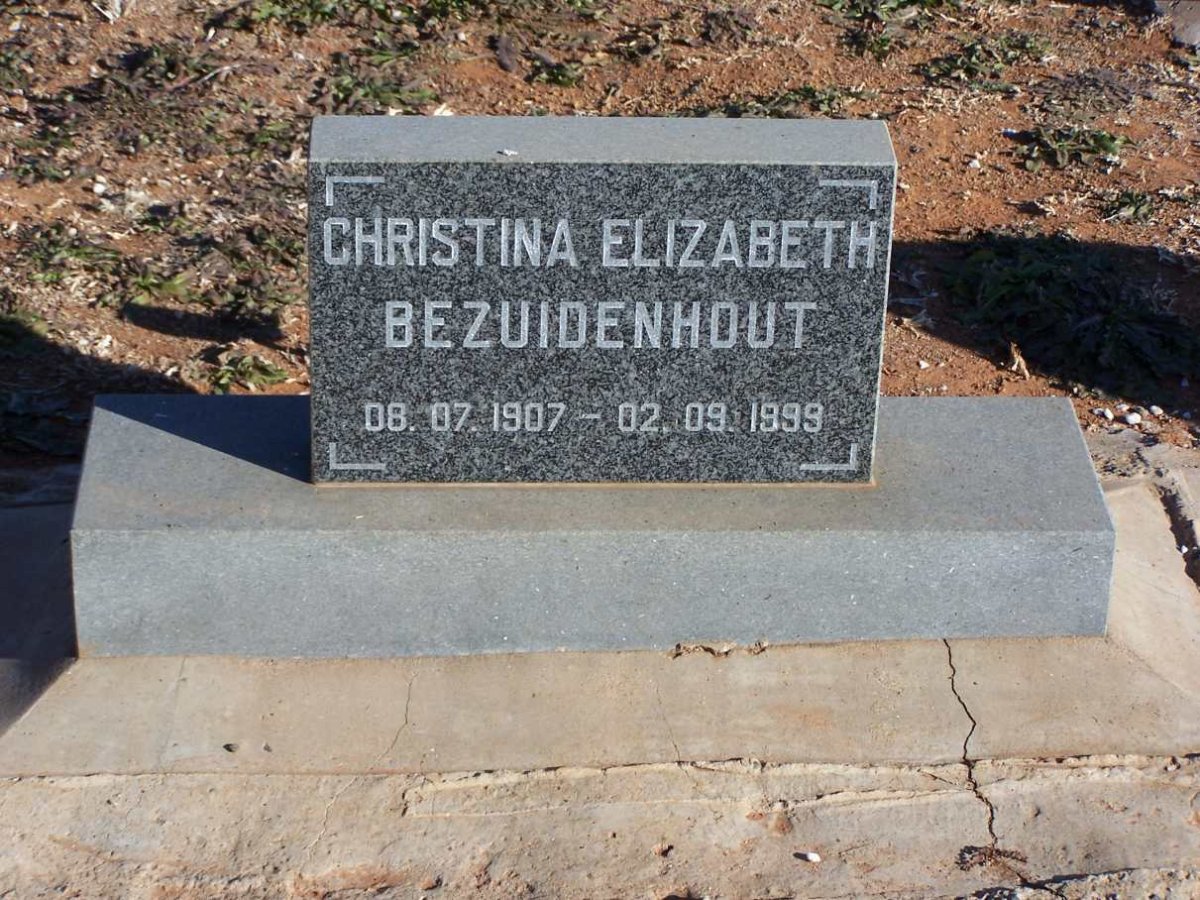 CHRISTINA ELIZABETH
BEZUIDENHOUT
08. 07. 1907 – 02. 09. 1999